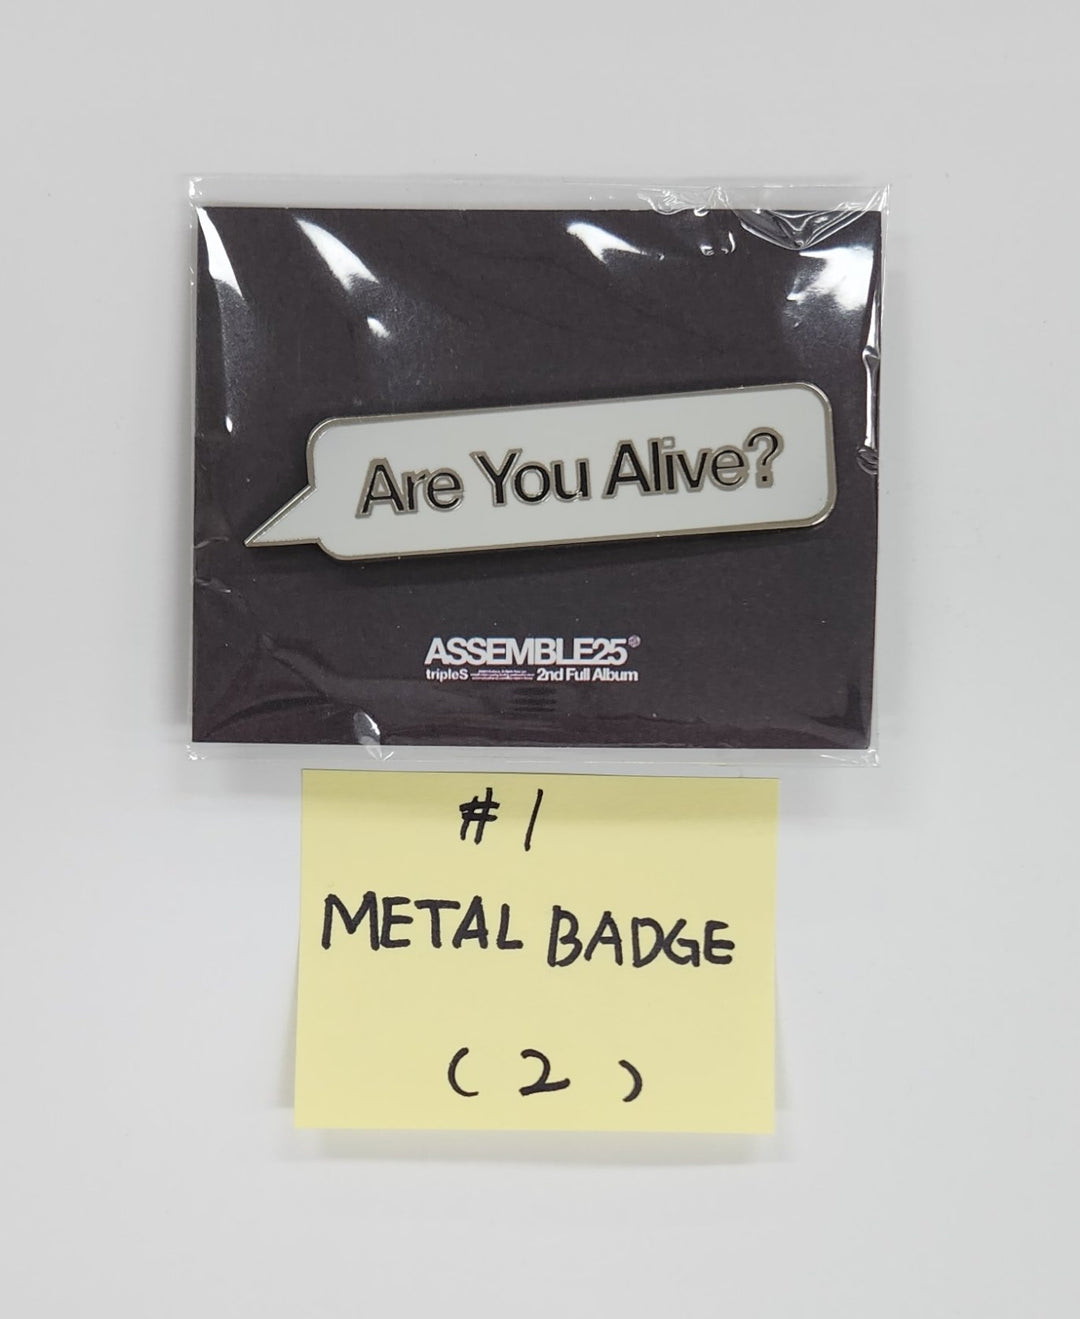 Are You Alive?
ASSEMBLE25
tripleS 2nd Full Album
#1
METAL BADGE
(2)